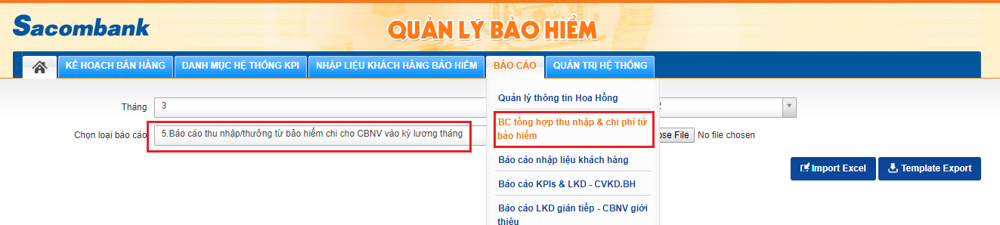 Sacombank
QUẢN LÝ BẢO HIỂM
KẾ HOẠCH BÁN HÀNG
DANH MỤC HỆ THỐNG KPI
NHẬP LIỆU KHÁCH HÀNG BẢO HIỂM
BÁO CÁO
QUẢN TRỊ HỆ THỐNG
Quản lý thông tin Hoa Hồng
Tháng
3
2
BC tổng hợp thu nhập & chi phí từ
bảo hiểm
Chọn loại báo cáo
5.Báo cáo thu nhập/thưởng từ bảo hiểm chi cho CBNV vào kỳ lương tháng
ose File
No file chosen
Báo cáo nhập liệu khách hàng
Import Excel
Template Export
Báo cáo KPIs & LKD - CVKD.BH
Báo cáo LKD gián tiếp - CBNV giới
thiệu